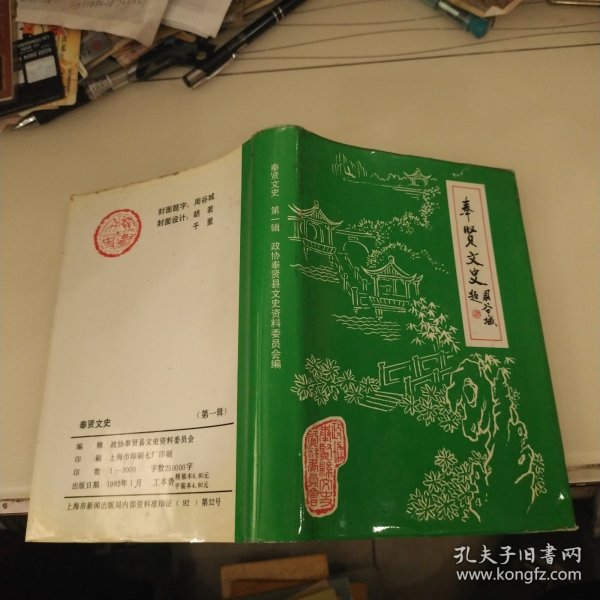 封面题字：周谷城
封面设计：胡若
千里
奉贤文史
（第一辑）
编 辑 政协奉贤县文史资料委员会
印 刷 上海市印刷七厂印刷
印 数 1—3000 字数250000字
出版日期 1992年1月 工本费 精装本6.80元
平装本4.80元
上海市新闻出版局内部资料准印证（92）第32号
奉贤文史 第一辑 政协奉贤县文史资料委员会编
奉贤文史
周谷城
题
孔夫子旧书网
www.kongfz.com